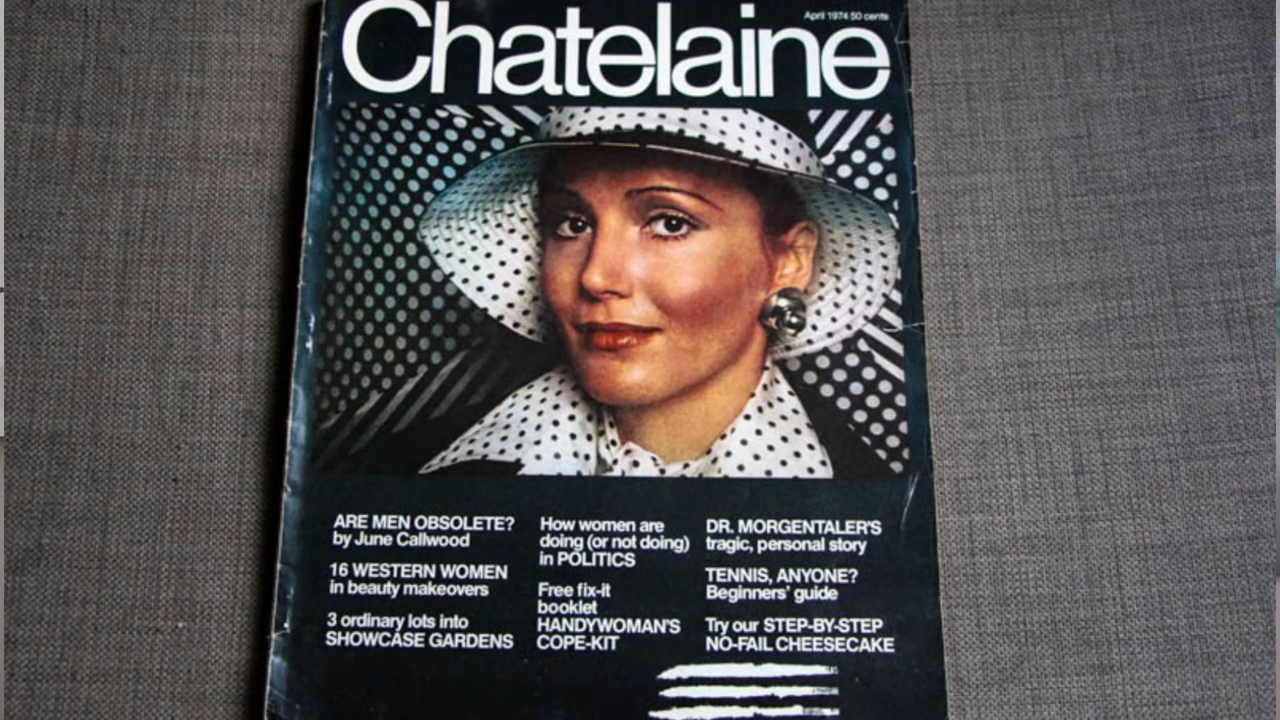 Chatelaine
April 1974 50 cents
ARE MEN OBSOLETE?
by June Callwood
16 WESTERN WOMEN
in beauty makeovers
3 ordinary lots into
SHOWCASE GARDENS
How women are
doing (or not doing)
in POLITICS
Free fix-it
booklet
HANDYWOMAN'S
COPE-KIT
DR. MORGENTALER'S
tragic, personal story
TENNIS, ANYONE?
Beginners' guide
Try our STEP-BY-STEP
NO-FAIL CHEESECAKE